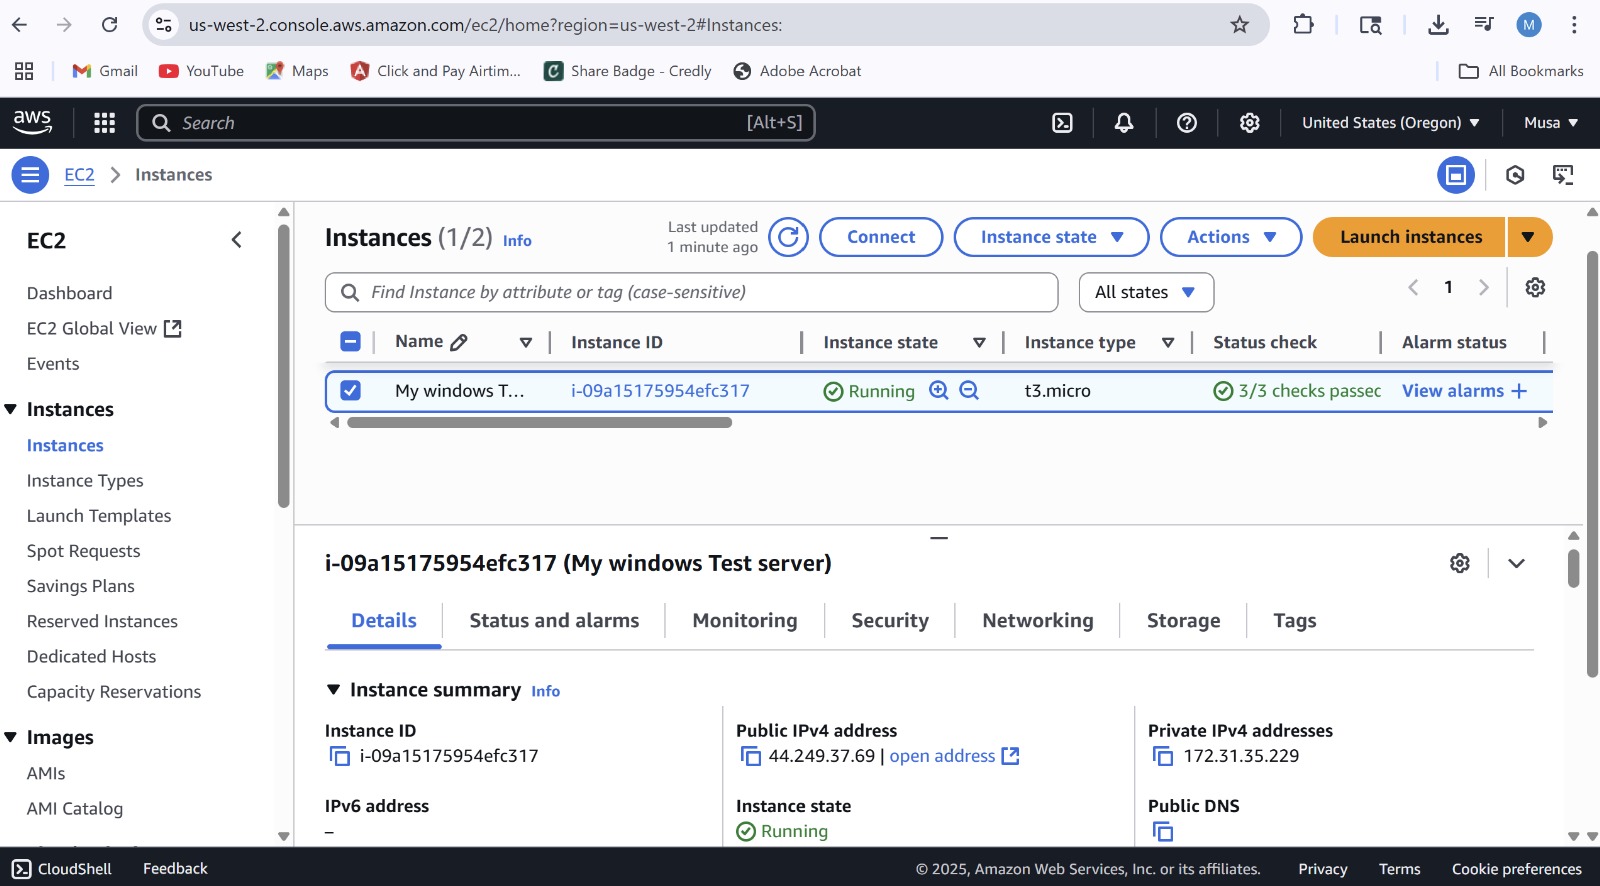 us-west-2.console.aws.amazon.com/ec2/home?region=us-west-2#Instances:
M
Gmail
YouTube
Maps
Click and Pay Airtim...
Share Badge - Credly
Adobe Acrobat
All Bookmarks
aws
Search
[Alt+S]
United States (Oregon)
Musa
EC2
Instances
EC2
Dashboard
EC2 Global View
Events
Instances
Instances
Instance Types
Launch Templates
Spot Requests
Savings Plans
Reserved Instances
Dedicated Hosts
Capacity Reservations
Images
AMIs
AMI Catalog
Instances (1/2) Info
Last updated
1 minute ago
Connect
Instance state
Actions
Launch instances
Find Instance by attribute or tag (case-sensitive)
All states
1
Name
Instance ID
Instance state
Instance type
Status check
Alarm status
My windows T...
i-09a15175954efc317
Running
t3.micro
3/3 checks passec
View alarms +
i-09a15175954efc317 (My windows Test server)
Details
Status and alarms
Monitoring
Security
Networking
Storage
Tags
Instance summary Info
Instance ID
i-09a15175954efc317
Public IPv4 address
44.249.37.69 | open address
Private IPv4 addresses
172.31.35.229
IPv6 address
–
Instance state
Running
Public DNS
CloudShell
Feedback
© 2025, Amazon Web Services, Inc. or its affiliates.
Privacy
Terms
Cookie preferences